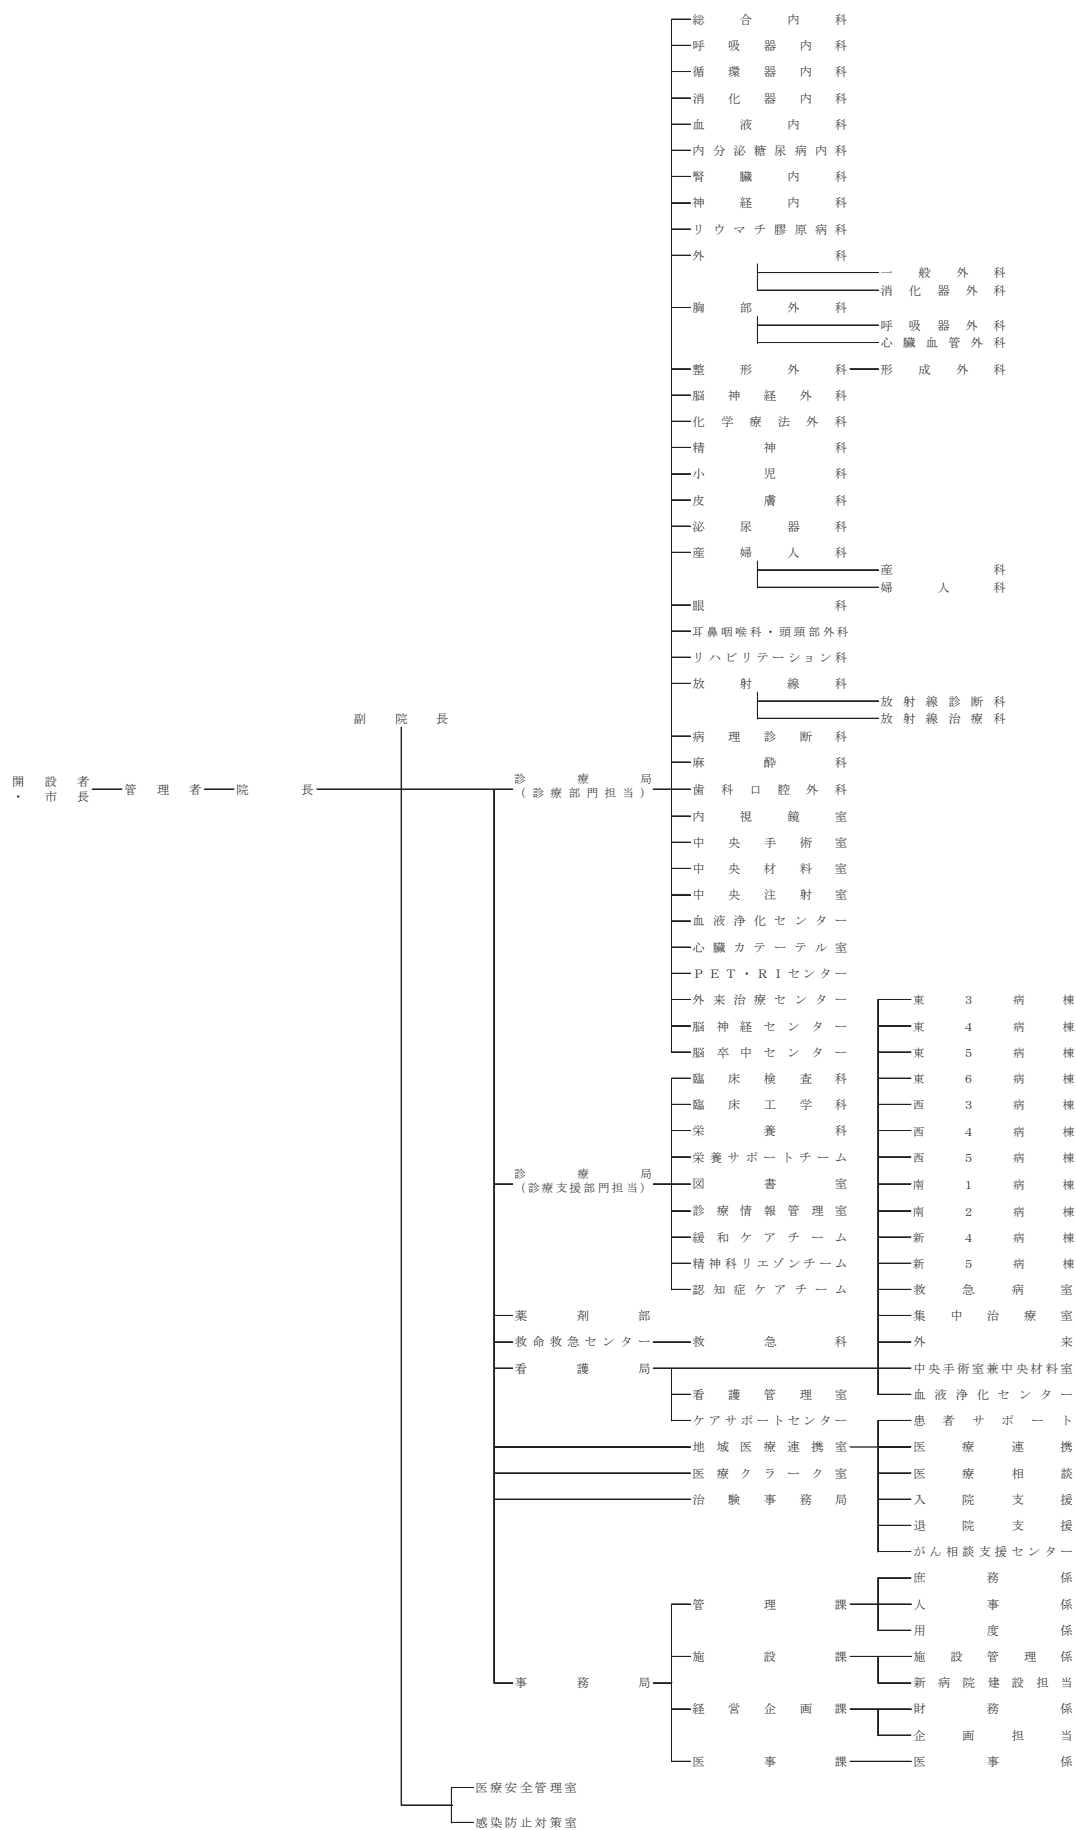 総合内科
呼吸器内科
循環器内科
消化器内科
血液内科
内分泌糖尿病内科
腎臓内科
神経内科
リウマチ膠原病科
外科
一般外科
消化器外科
胸部外科
呼吸器外科
心臓血管外科
整形外科
形成外科
脳神経外科
化学療法外科
精神科
小児科
皮膚科
泌尿器科
産婦人科
産科
婦人科
眼科
耳鼻咽喉科・頭頸部外科
リハビリテーション科
放射線科
放射線診断科
放射線治療科
副院長
病理診断科
麻酔科
開設者
・市長
管理者
院長
診療局
(診療部門担当)
歯科口腔外科
内視鏡室
中央手術室
中央材料室
中央注射室
血液浄化センター
心臓カテーテル室
PET・RIセンター
外来治療センター
東3病棟
脳神経センター
東4病棟
脳卒中センター
東5病棟
臨床検査科
東6病棟
臨床工学科
西3病棟
栄養科
西4病棟
栄養サポートチーム
西5病棟
診療局
(診療支援部門担当)
図書室
南1病棟
診療情報管理室
南2病棟
緩和ケアチーム
新4病棟
精神科リエゾンチーム
新5病棟
認知症ケアチーム
救急病室
薬剤部
集中治療室
救命救急センター
救急科
外来
看護局
中央手術室兼中央材料室
看護管理室
血液浄化センター
ケアサポートセンター
患者サポート
地域医療連携室
医療連携
医療クラーク室
医療相談
治験事務局
入院支援
退院支援
がん相談支援センター
庶務係
管理課
人事係
用度係
施設課
施設管理係
事務局
新病院建設担当
経営企画課
財務係
企画担当
医事課
医事係
医療安全管理室
感染防止対策室